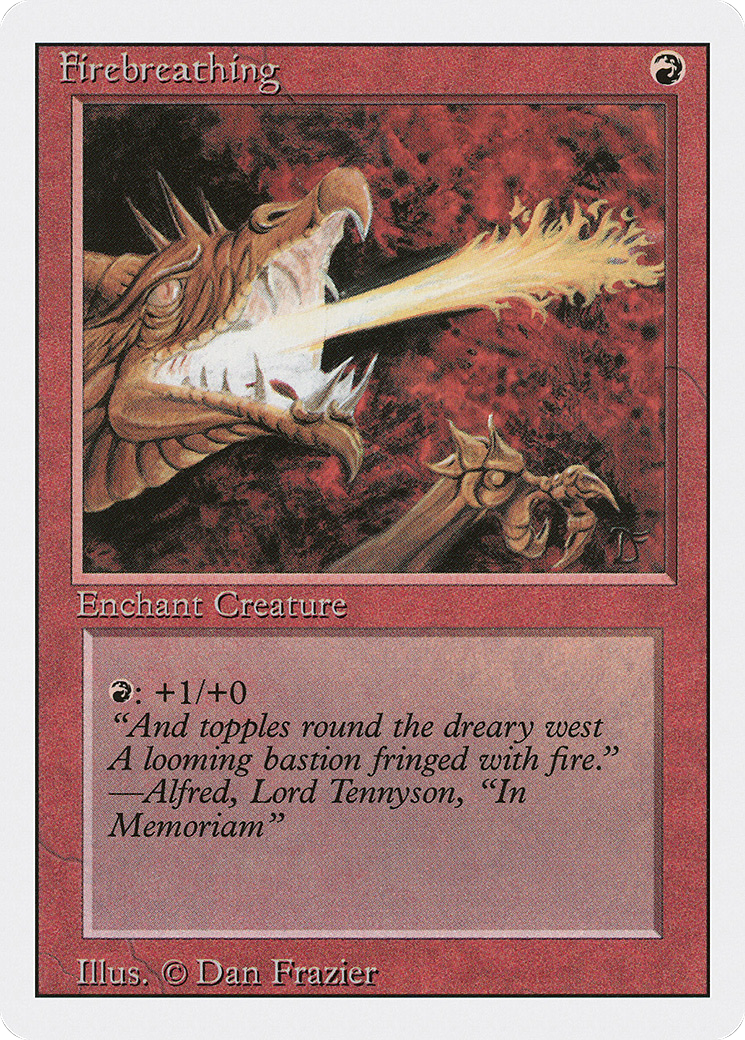 Firebreathing
DF
Enchant Creature
: +1/+0
“And topples round the dreary west
A looming bastion fringed with fire.”
—Alfred, Lord Tennyson, “In
Memoriam”
Illus. © Dan Frazier